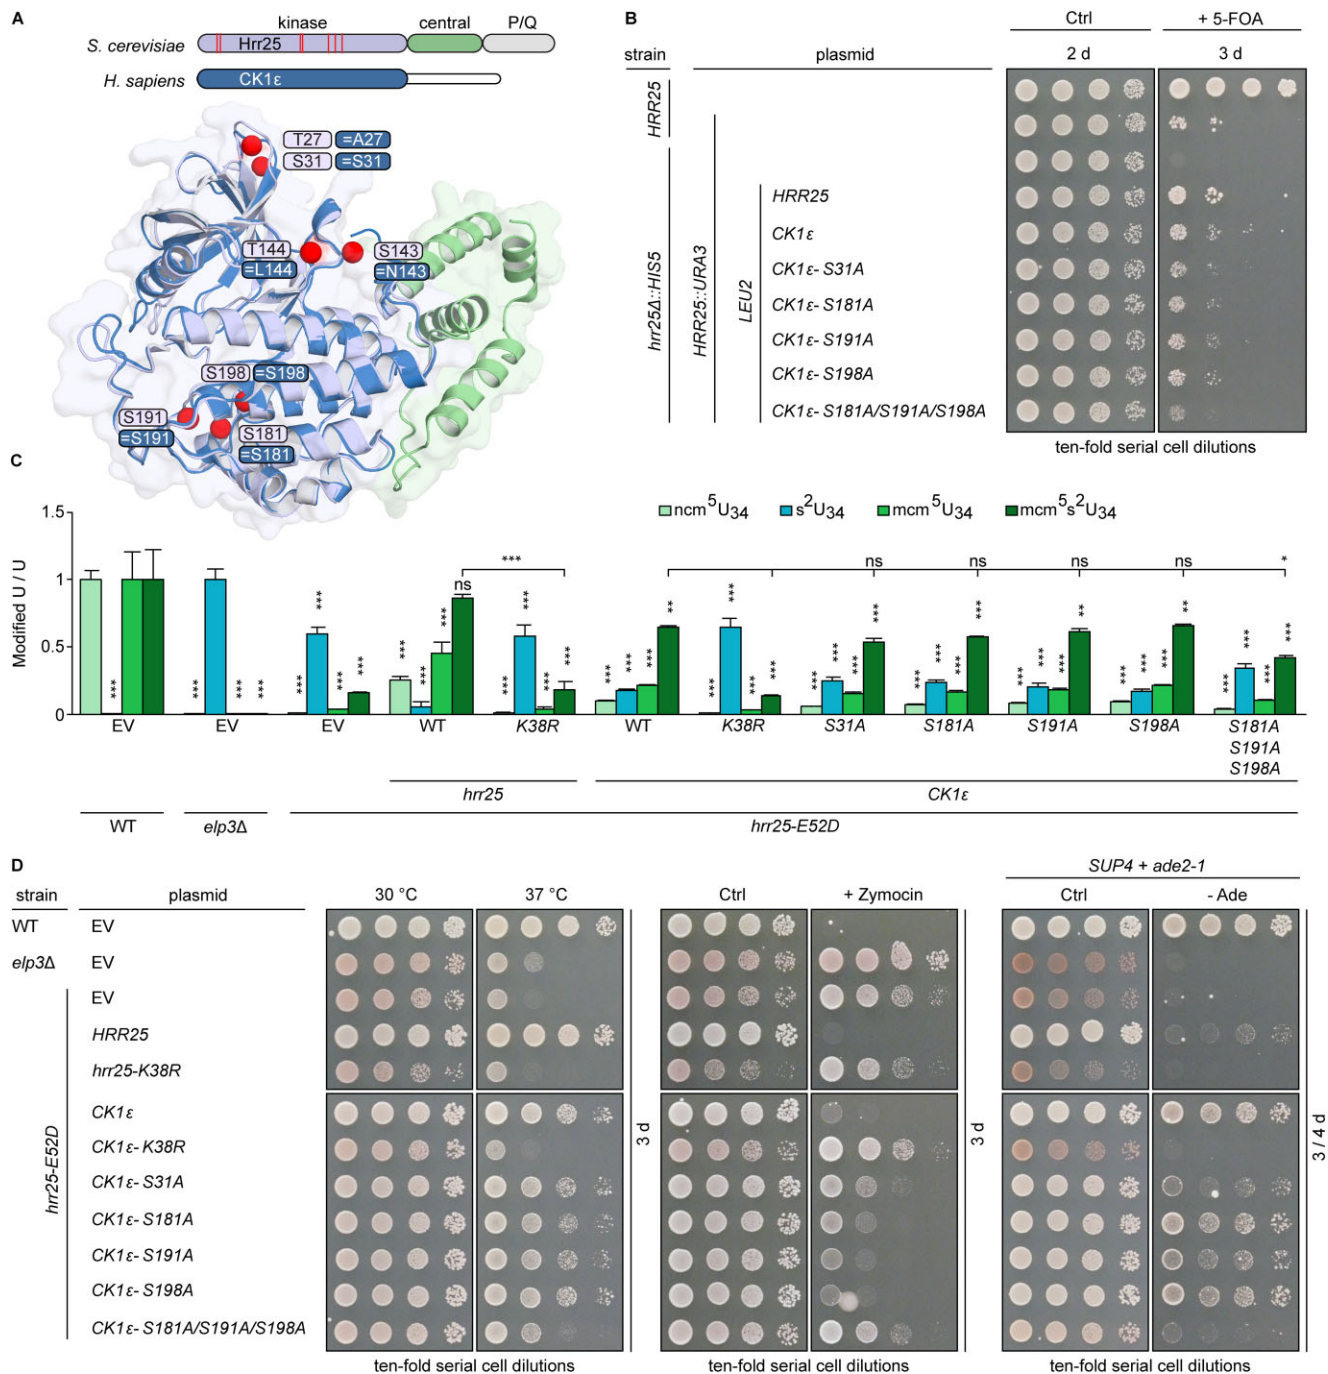 A
kinase central P/Q
S. cerevisiae Hrr25
H. sapiens CK1ε
T27 =A27
S31 =S31
T144 S143
=L144 =N143
S198 =S198
S191 S181
=S191 =S181
B
Ctrl + 5-FOA
strain plasmid 2 d 3 d
HRR25
hrr25Δ::HIS5
HRR25::URA3
LEU2
HRR25
CK1ε
CK1ε- S31A
CK1ε- S181A
CK1ε- S191A
CK1ε- S198A
CK1ε- S181A/S191A/S198A
ten-fold serial cell dilutions
C
ncm⁵U₃₄ s²U₃₄ mcm⁵U₃₄ mcm⁵s²U₃₄
Modified U / U
1.5
1
0.5
0
*** *** *** *** *** *** *** *** *** *** *** ns *** *** *** *** ***
*** *** *** ** *** *** *** *** *** *** *** *** ns *** *** *** *** ns *** *** *** ** ns *** *** *** ** ns *** *** *** *** *
EV EV EV WT K38R WT K38R S31A S181A S191A S198A S181A
S191A
S198A
hrr25 CK1ε
WT elp3Δ hrr25-E52D
D
SUP4 + ade2-1
strain plasmid 30 °C 37 °C Ctrl + Zymocin Ctrl - Ade
WT EV
elp3Δ EV
hrr25-E52D
EV
HRR25
hrr25-K38R
CK1ε
CK1ε- K38R
CK1ε- S31A
CK1ε- S181A
CK1ε- S191A
CK1ε- S198A
CK1ε- S181A/S191A/S198A
3 d
3 d
3 / 4 d
ten-fold serial cell dilutions ten-fold serial cell dilutions ten-fold serial cell dilutions